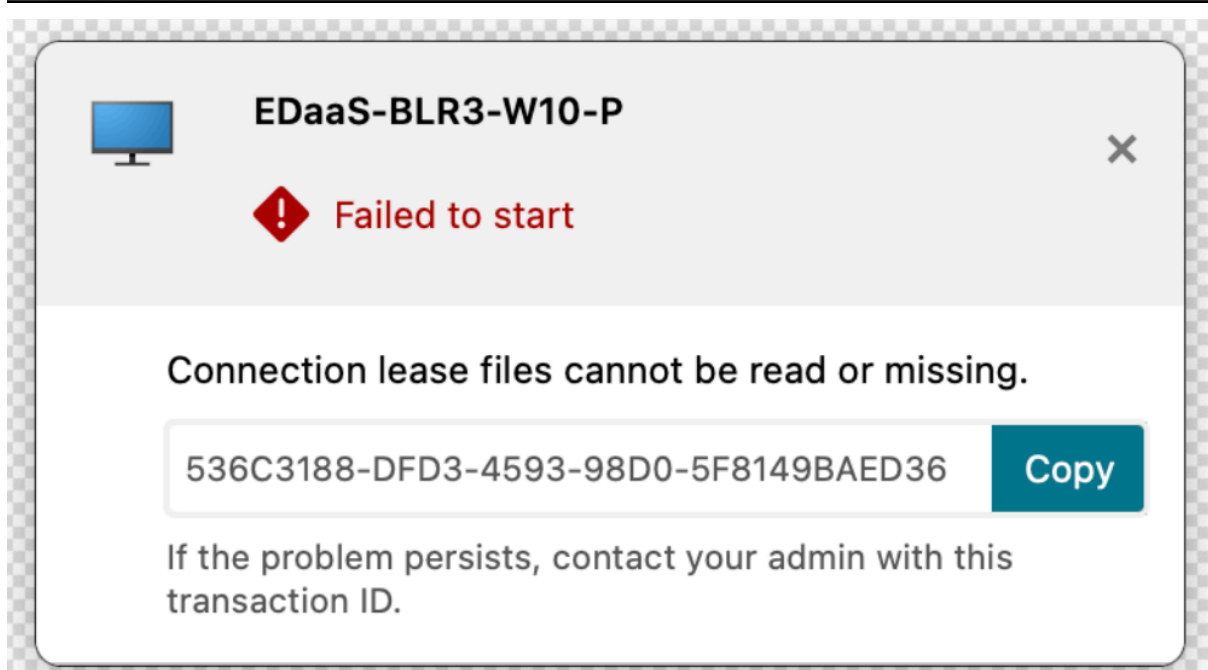 EDaaS-BLR3-W10-P
Failed to start
Connection lease files cannot be read or missing.
536C3188-DFD3-4593-98D0-5F8149BAED36
Copy
If the problem persists, contact your admin with this
transaction ID.